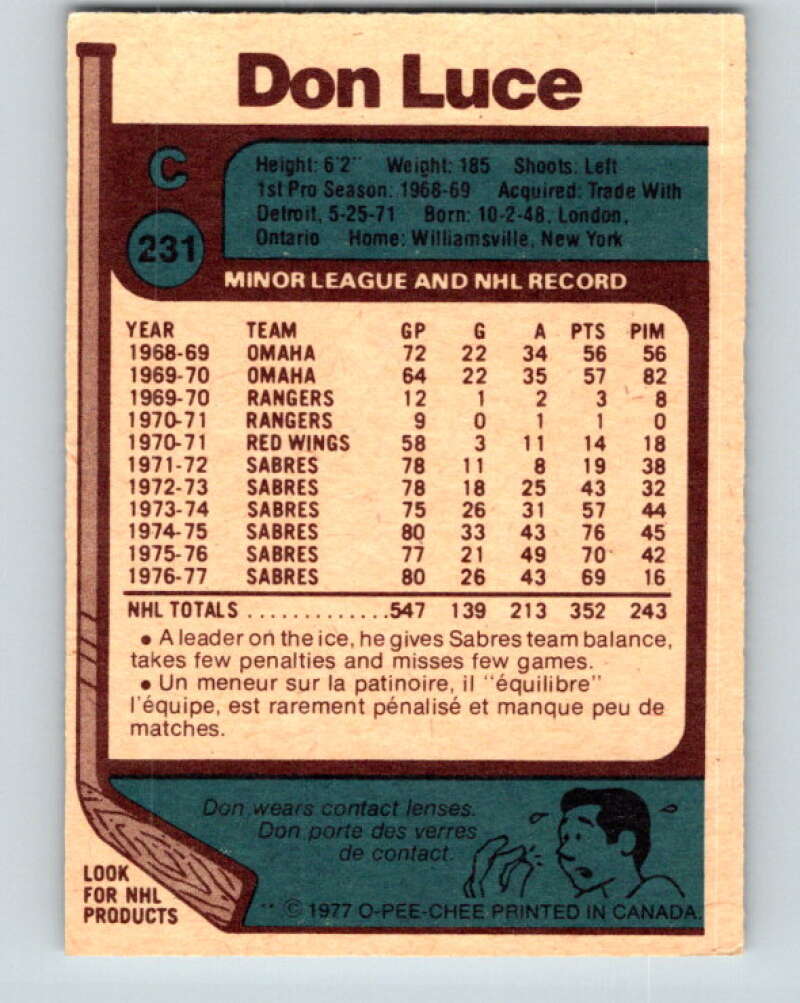 Don Luce
C
231
Height: 6'2" Weight: 185 Shoots: Left
1st Pro Season: 1968-69 Acquired: Trade With
Detroit, 5-25-71 Born: 10-2-48, London,
Ontario Home: Williamsville, New York
MINOR LEAGUE AND NHL RECORD
YEAR TEAM GP G A PTS PIM
1968-69 OMAHA 72 22 34 56 56
1969-70 OMAHA 64 22 35 57 82
1969-70 RANGERS 12 1 2 3 8
1970-71 RANGERS 9 0 1 1 0
1970-71 RED WINGS 58 3 11 14 18
1971-72 SABRES 78 11 8 19 38
1972-73 SABRES 78 18 25 43 32
1973-74 SABRES 75 26 31 57 44
1974-75 SABRES 80 33 43 76 45
1975-76 SABRES 77 21 49 70 42
1976-77 SABRES 80 26 43 69 16
NHL TOTALS .............547 139 213 352 243
• A leader on the ice, he gives Sabres team balance,
takes few penalties and misses few games.
• Un meneur sur la patinoire, il "équilibre"
l'équipe, est rarement pénalisé et manque peu de
matches.
Don wears contact lenses.
Don porte des verres
de contact.
LOOK
FOR NHL
PRODUCTS
** © 1977 O-PEE-CHEE PRINTED IN CANADA.